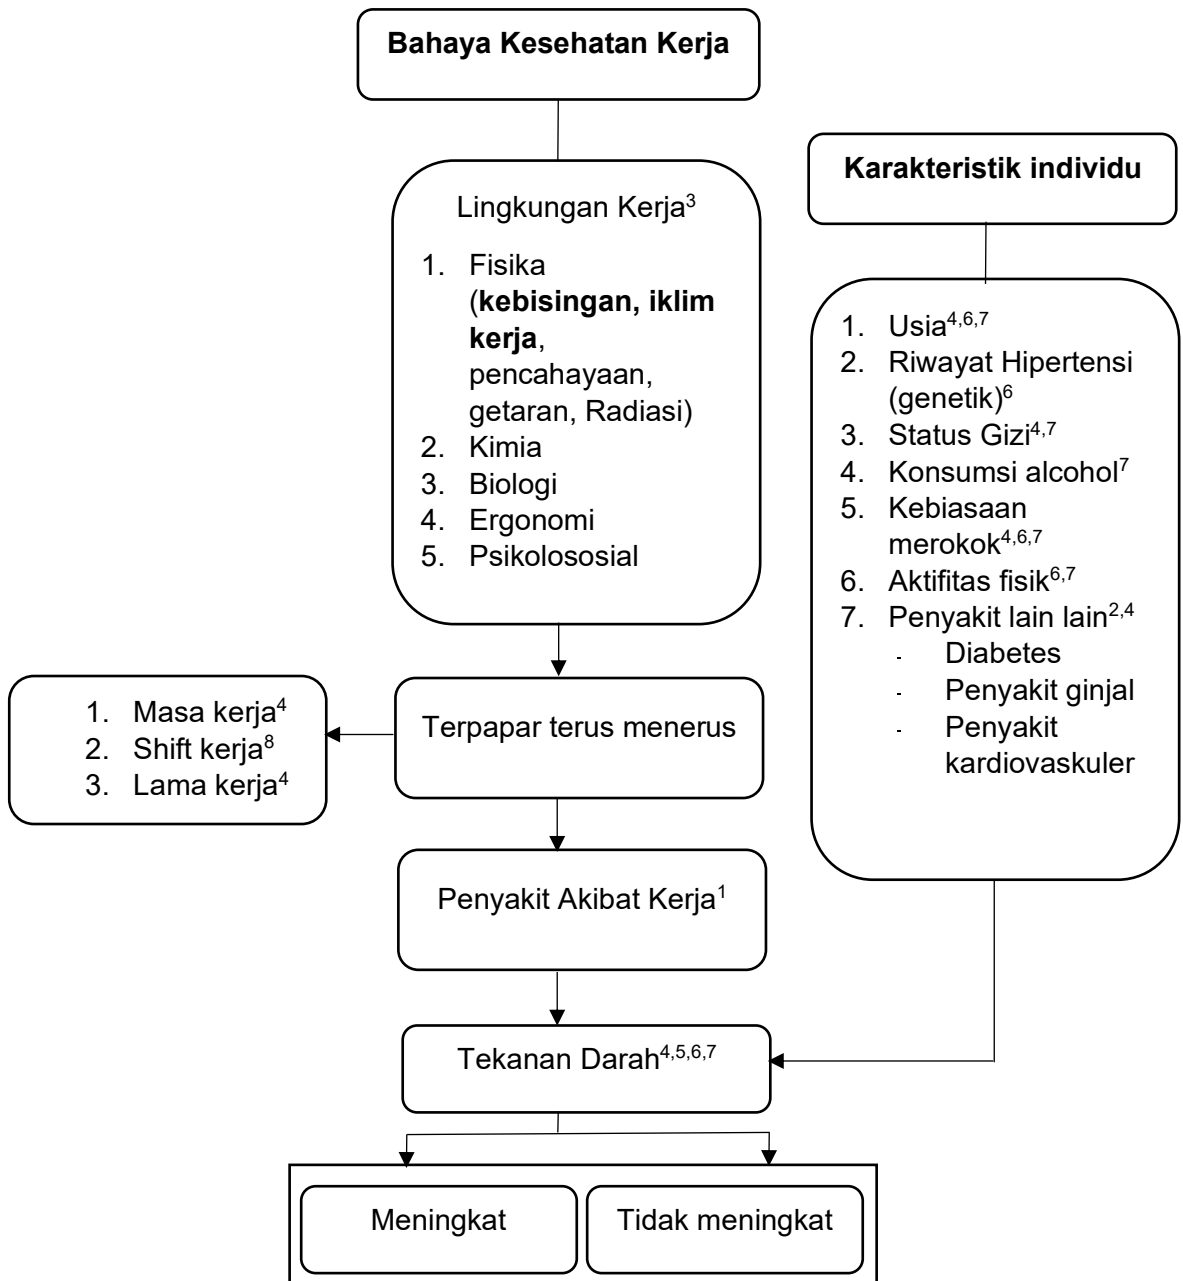 Bahaya Kesehatan Kerja
Lingkungan Kerja³
1. Fisika
(kebisingan, iklim
kerja,
pencahayaan,
getaran, Radiasi)
2. Kimia
3. Biologi
4. Ergonomi
5. Psikolososial
Karakteristik individu
1. Usia⁴,⁶,⁷
2. Riwayat Hipertensi
(genetik)⁶
3. Status Gizi⁴,⁷
4. Konsumsi alcohol⁷
5. Kebiasaan
merokok⁴,⁶,⁷
6. Aktifitas fisik⁶,⁷
7. Penyakit lain lain²,⁴
- Diabetes
- Penyakit ginjal
- Penyakit
kardiovaskuler
Terpapar terus menerus
1. Masa kerja⁴
2. Shift kerja⁸
3. Lama kerja⁴
Penyakit Akibat Kerja¹
Tekanan Darah⁴,⁵,⁶,⁷
Meningkat
Tidak meningkat